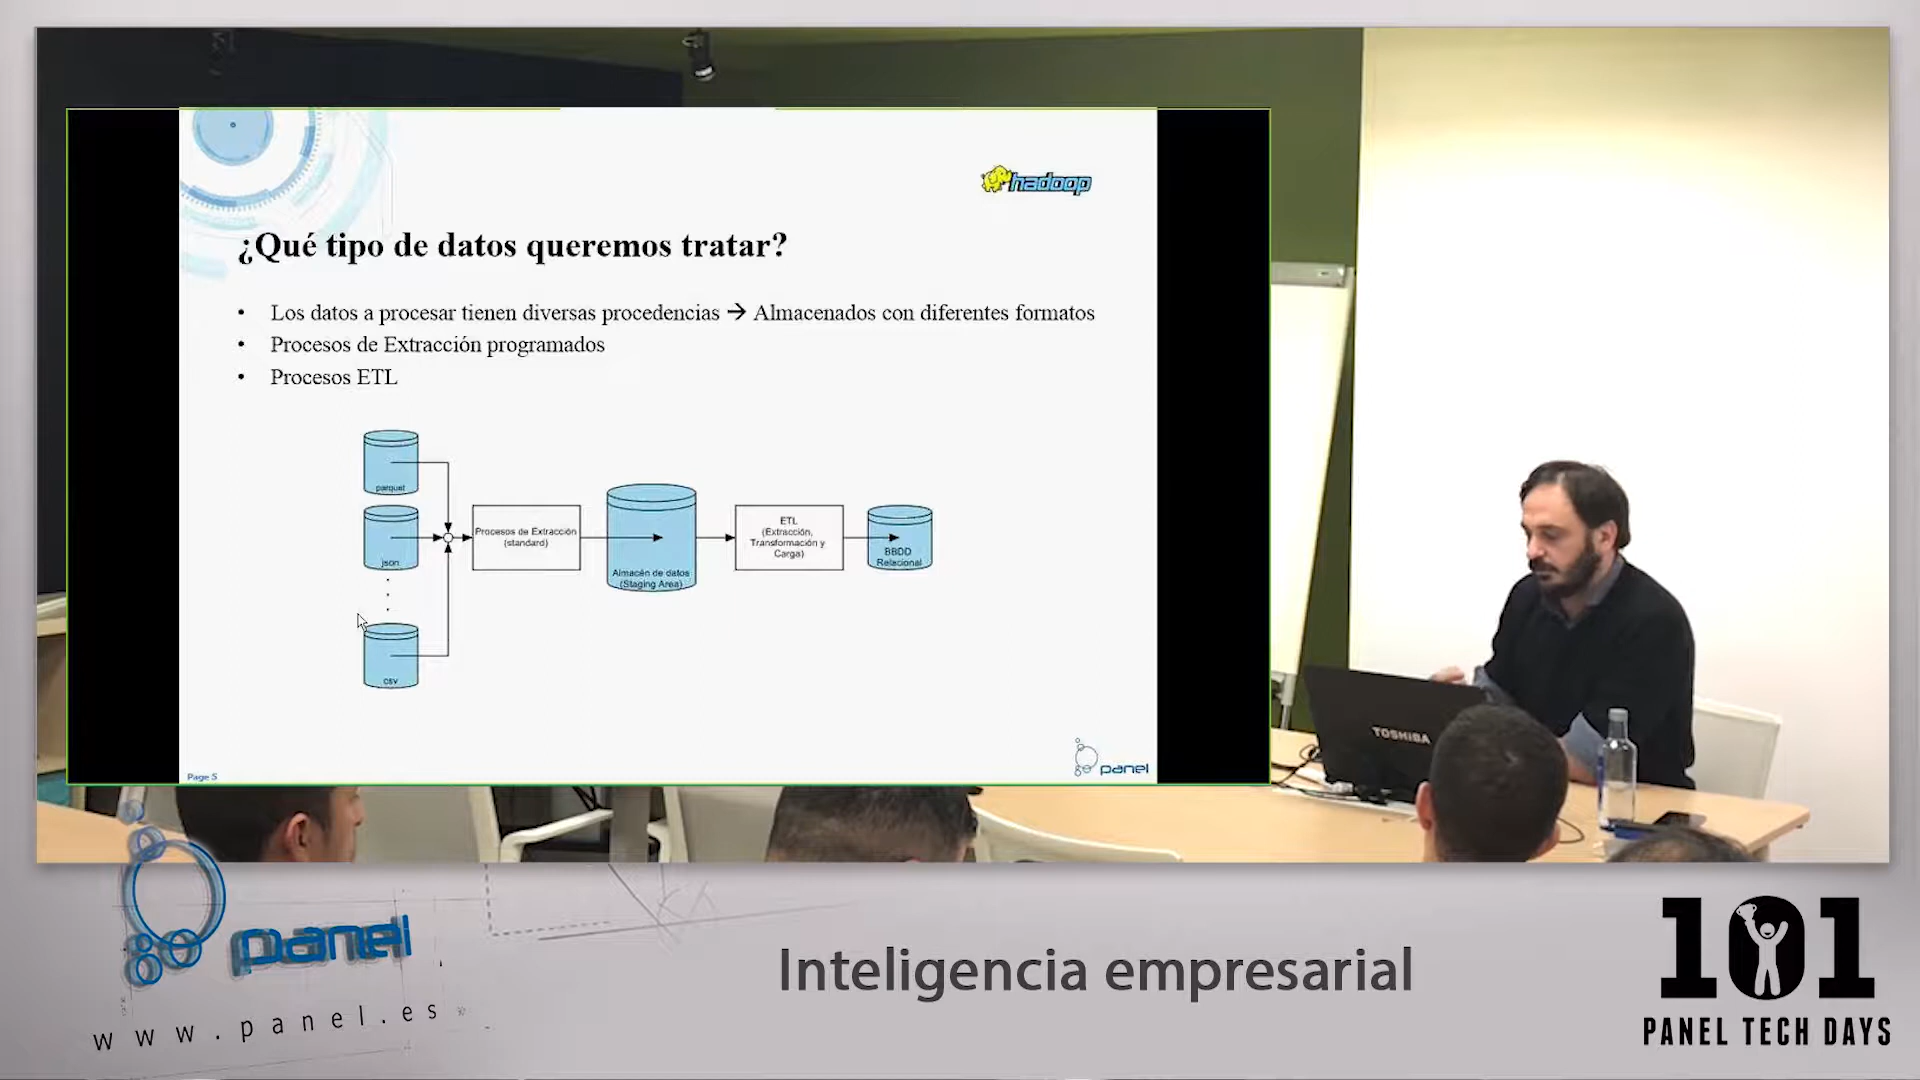 hadoop
¿Qué tipo de datos queremos tratar?
• Los datos a procesar tienen diversas procedencias → Almacenados con diferentes formatos
• Procesos de Extracción programados
• Procesos ETL
parquet
json
csv
Procesos de Extracción
(standard)
Almacén de datos
(Staging Area)
ETL
(Extracción,
Transformación y
Carga)
BBDD
Relacional
Page 5
panel
TOSHIBA
panel
www.panel.es
Inteligencia empresarial
101
PANEL TECH DAYS